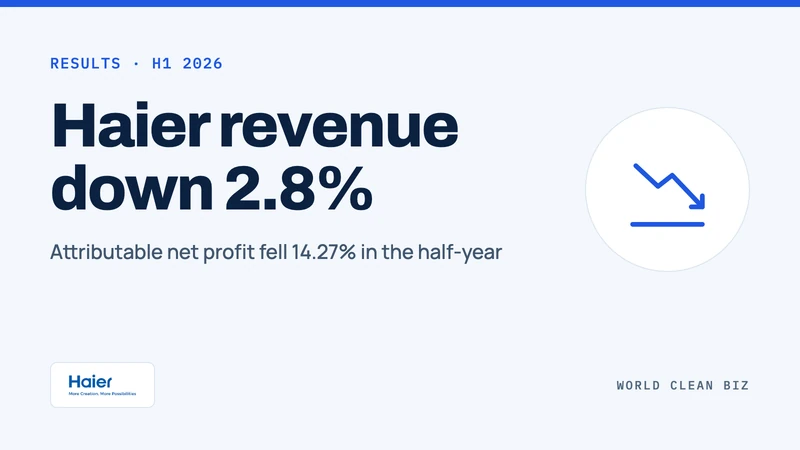 RESULTS · H1 2026
Haier revenue
down 2.8%
Attributable net profit fell 14.27% in the half-year
Haier
More Creation, More Possibilities
WORLD CLEAN BIZ